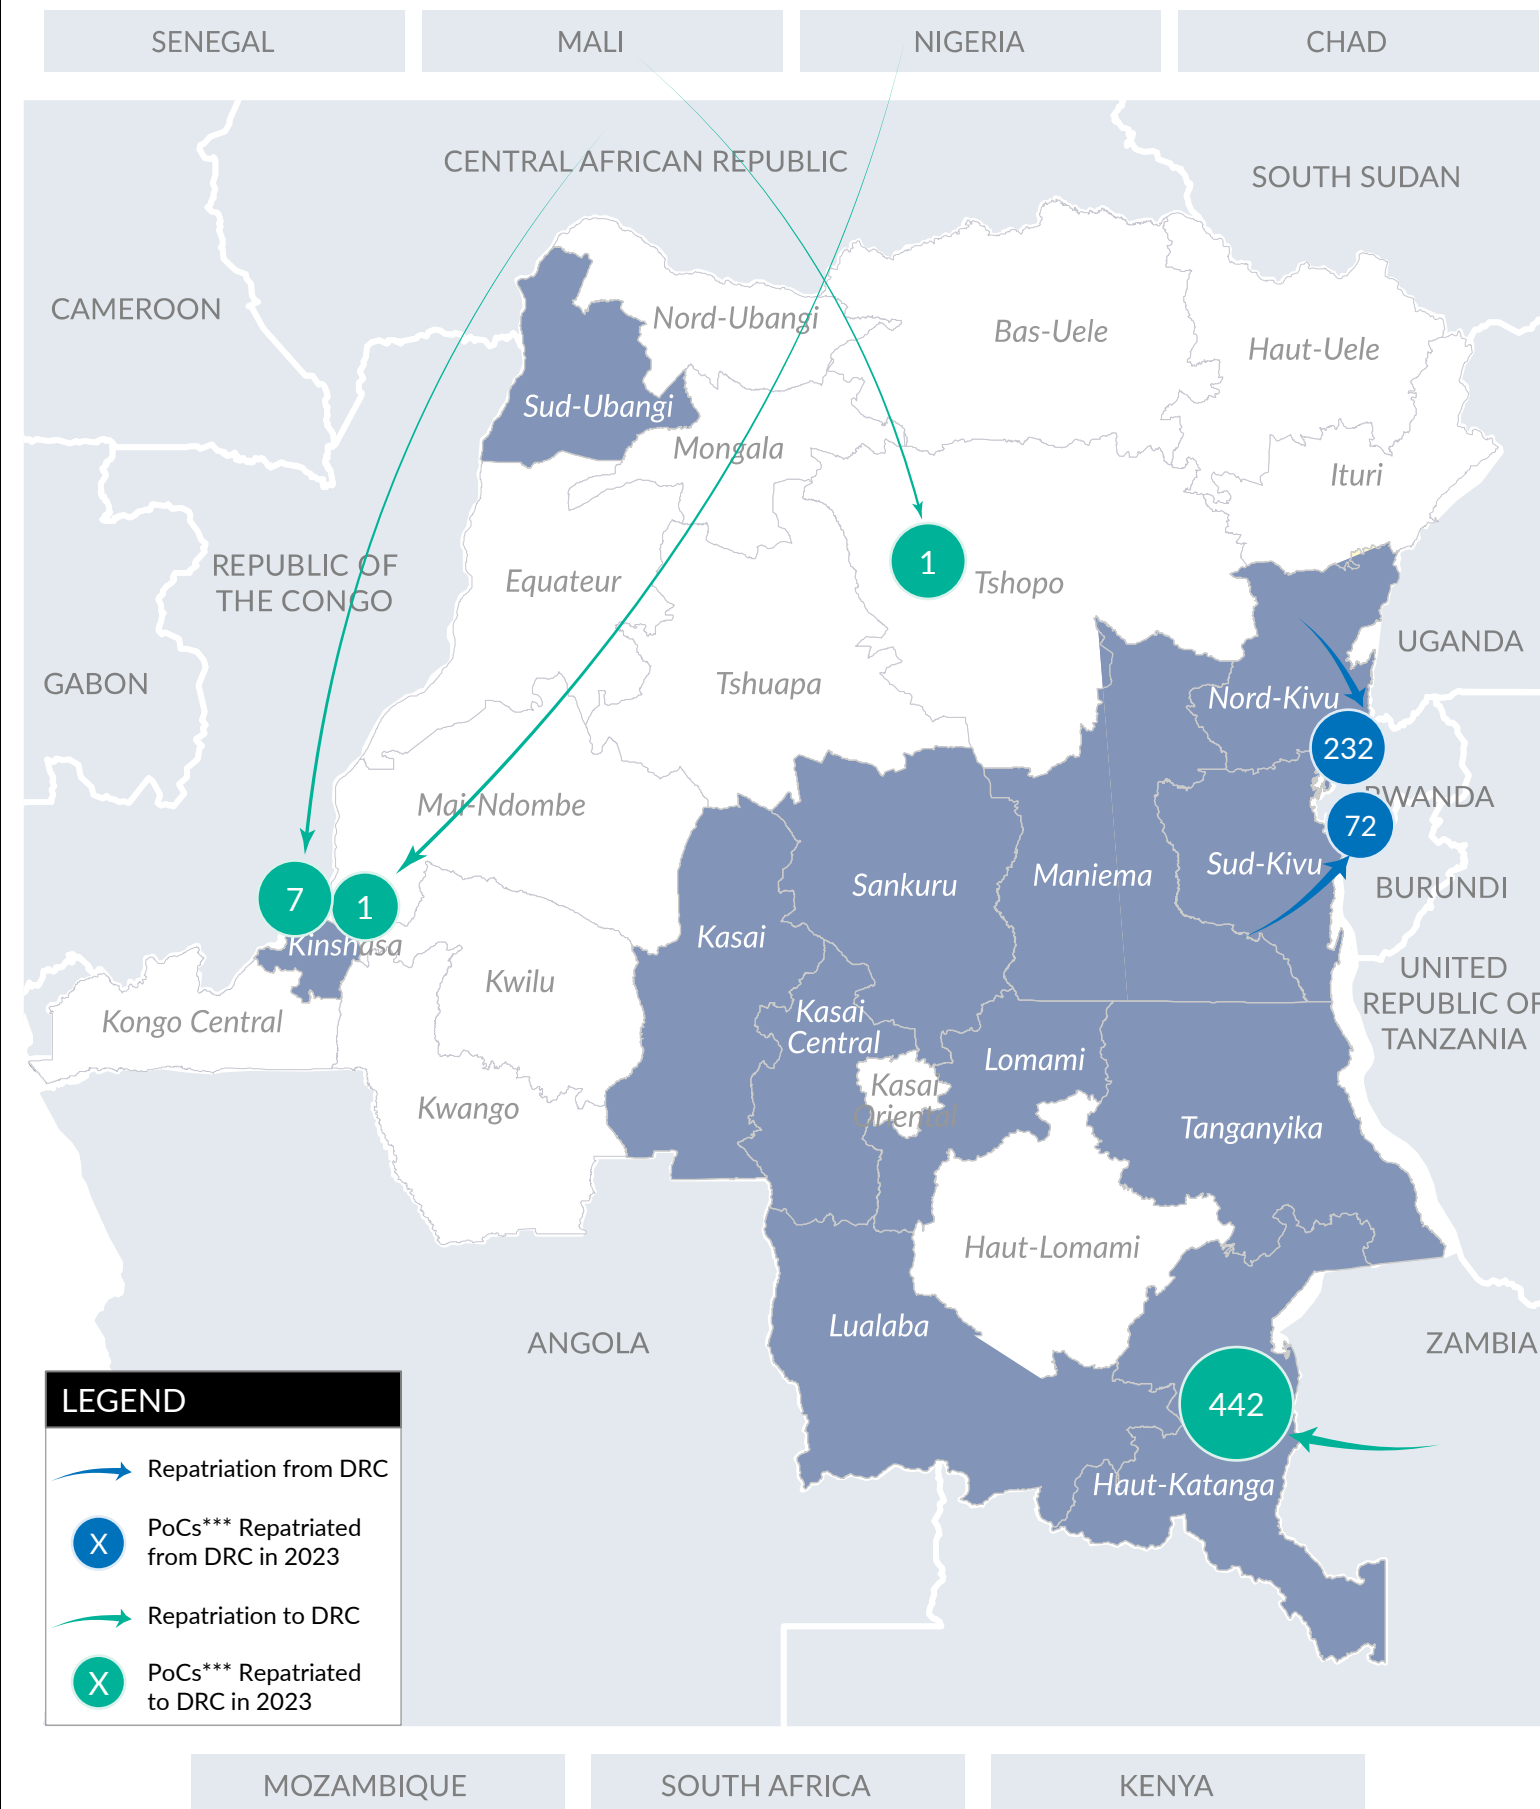 SENEGAL
MALI
NIGERIA
CHAD
CENTRAL AFRICAN REPUBLIC
SOUTH SUDAN
CAMEROON
Nord-Ubangi
Bas-Uele
Haut-Uele
Sud-Ubangi
Mongala
Ituri
REPUBLIC OF
THE CONGO
Equateur
1
Tshopo
UGANDA
GABON
Tshuapa
Nord-Kivu
232
RWANDA
Mai-Ndombe
72
Sud-Kivu
Maniema
Sankuru
BURUNDI
7
1
Kinshasa
Kasai
UNITED
REPUBLIC OF
TANZANIA
Kwilu
Kongo Central
Kasai
Central
Lomami
Kasai
Oriental
Kwango
Tanganyika
Haut-Lomami
Lualaba
ANGOLA
ZAMBIA
442
Haut-Katanga
LEGEND
Repatriation from DRC
X
PoCs*** Repatriated
from DRC in 2023
Repatriation to DRC
X
PoCs*** Repatriated
to DRC in 2023
MOZAMBIQUE
SOUTH AFRICA
KENYA